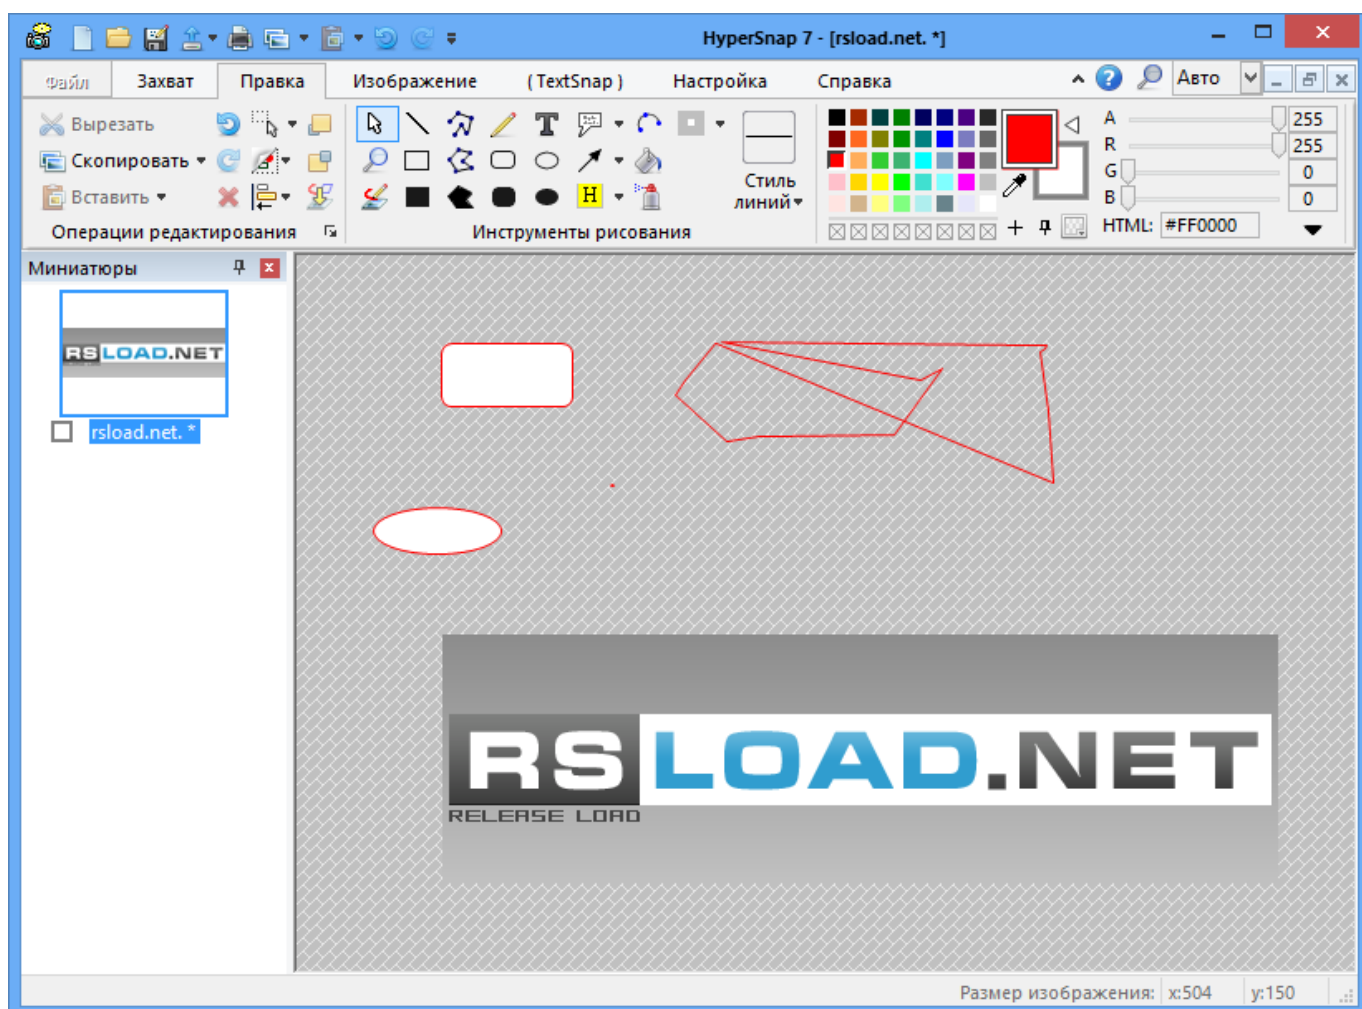 HyperSnap 7 - [rsload.net. *]
Файл Захват Правка Изображение ( TextSnap ) Настройка Справка Авто
Вырезать
Скопировать
Вставить
Операции редактирования
T
H
Инструменты рисования
Стиль
линий
A 255
R 255
G 0
B 0
HTML: #FF0000
Миниатюры
RSLOAD.NET
rsload.net. *
RSLOAD.NET
RELEASE LOAD
Размер изображения: x:504 y:150